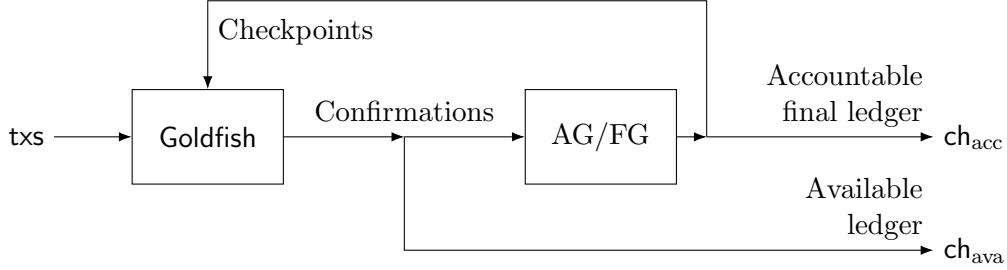 Checkpoints
Accountable
final ledger
txs
Goldfish
Confirmations
AG/FG
ch_acc
Available
ledger
ch_ava